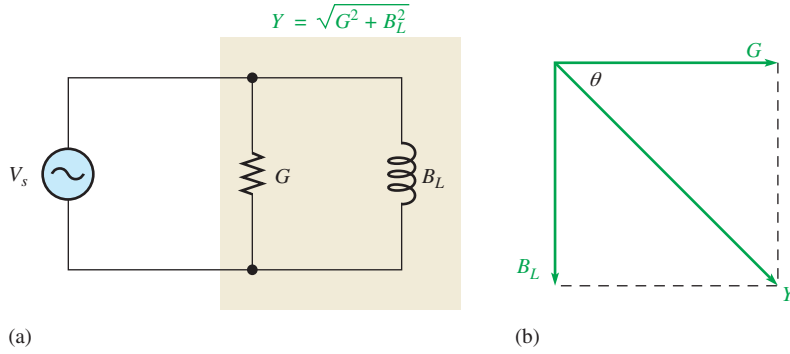 Y = √(G² + B_L²)
V_s
G
B_L
(a)
G
θ
B_L
Y
(b)